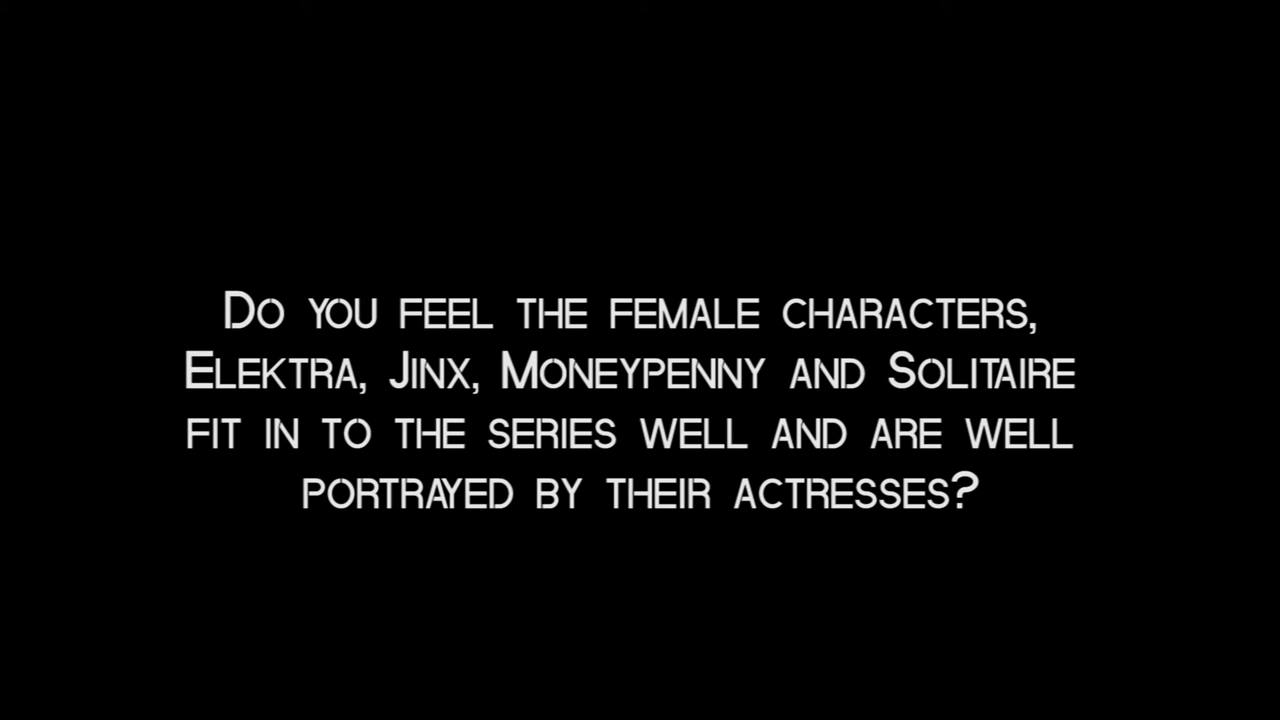 Do you feel the female characters,
Elektra, Jinx, Moneypenny and Solitaire
fit in to the series well and are well
portrayed by their actresses?